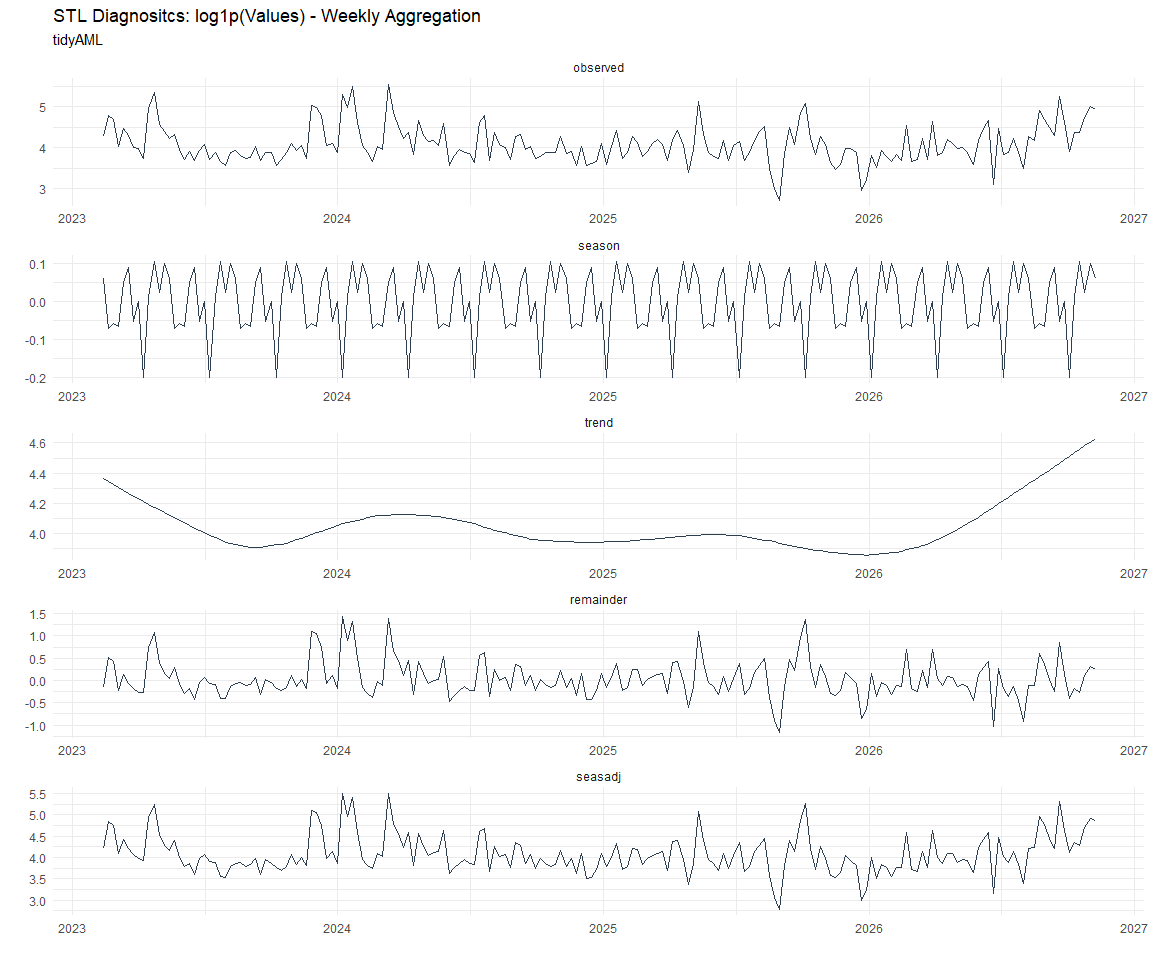 STL Diagnositcs: log1p(Values) - Weekly Aggregation
tidyAML
observed
5
4
3
2023 2024 2025 2026 2027
season
0.1
0.0
-0.1
-0.2
2023 2024 2025 2026 2027
trend
4.6
4.4
4.2
4.0
2023 2024 2025 2026 2027
remainder
1.5
1.0
0.5
0.0
-0.5
-1.0
2023 2024 2025 2026 2027
seasadj
5.5
5.0
4.5
4.0
3.5
3.0
2023 2024 2025 2026 2027